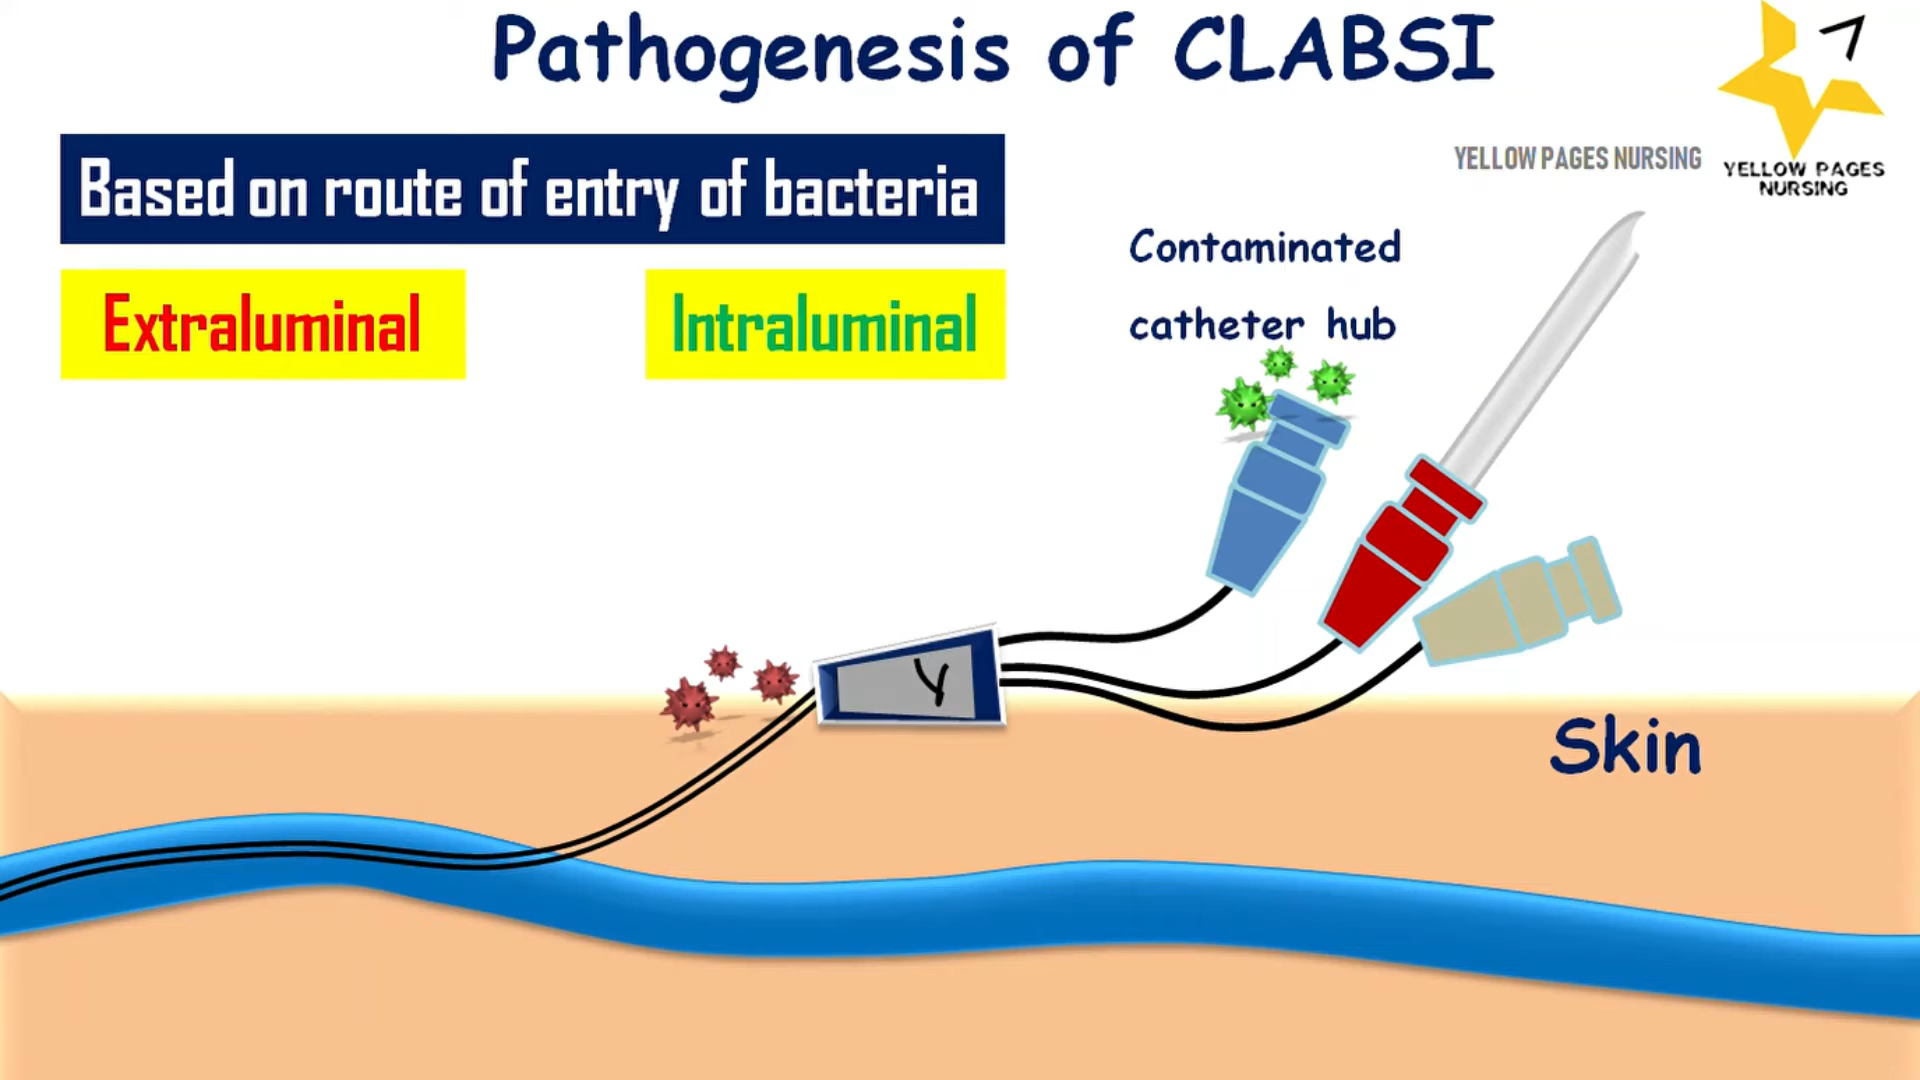 Pathogenesis of CLABSI
YELLOW PAGES NURSING
YELLOW PAGES
NURSING
Based on route of entry of bacteria
Extraluminal
Intraluminal
Contaminated
catheter hub
Skin